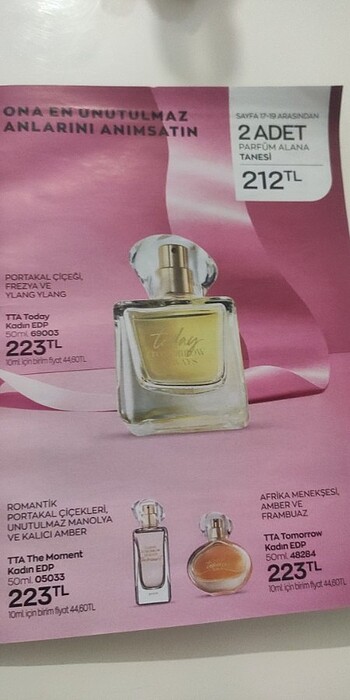 ONA EN UNUTULMAZ
ANLARINI ANIMSATIN
SAYFA 17-19 ARASINDAN
2 ADET
PARFÜM ALANA
TANESİ
212TL
PORTAKAL ÇİÇEĞİ,
FREZYA VE
YLANG YLANG
TTA Today
Kadın EDP
50ml. 69003
223TL
10ml. için birim fiyat 44,60TL
Today
ROMANTİK
PORTAKAL ÇİÇEKLERİ,
UNUTULMAZ MANOLYA
VE KALICI AMBER
TTA The Moment
Kadın EDP
50ml. 05033
223TL
10ml. için birim fiyat 44,60TL
AFRİKA MENEKŞESİ,
AMBER VE
FRAMBUAZ
TTA Tomorrow
Kadın EDP
50ml. 48284
223TL
10ml. için birim fiyat 44,60TL